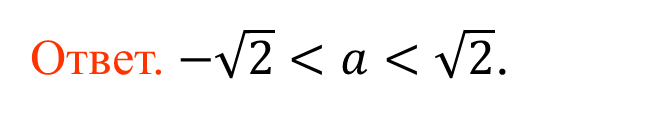 Ответ. −√2 < a < √2.